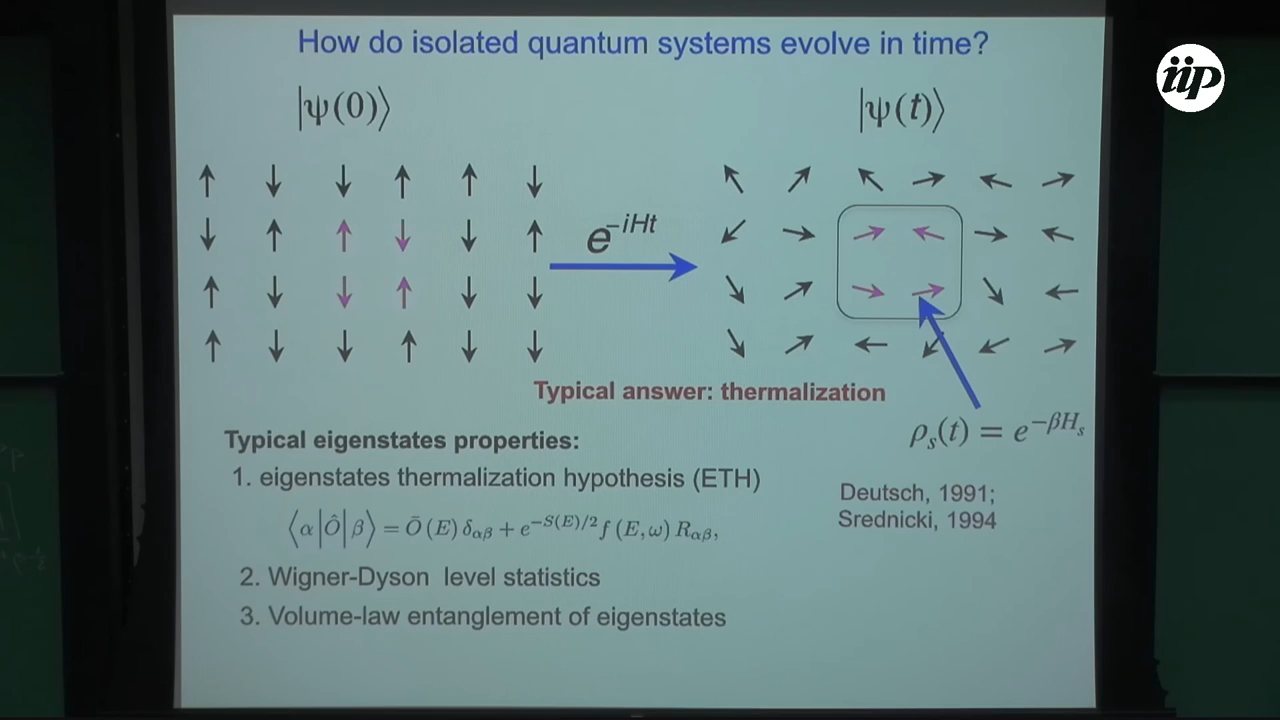 How do isolated quantum systems evolve in time?
iip
|ψ(0)⟩
|ψ(t)⟩
e^{-iHt}
Typical answer: thermalization
ρ_s(t) = e^{-βH_s}
Typical eigenstates properties:
1. eigenstates thermalization hypothesis (ETH)
⟨α|Ô|β⟩ = Ō(E) δ_{αβ} + e^{-S(E)/2} f(E,ω) R_{αβ},
Deutsch, 1991;
Srednicki, 1994
2. Wigner-Dyson level statistics
3. Volume-law entanglement of eigenstates